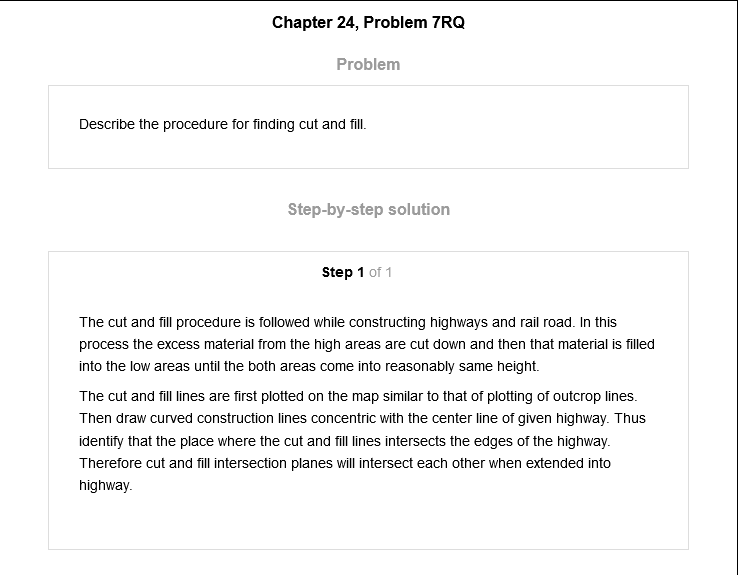 Chapter 24, Problem 7RQ
Problem
Describe the procedure for finding cut and fill.
Step-by-step solution
Step 1 of 1
The cut and fill procedure is followed while constructing highways and rail road. In this
process the excess material from the high areas are cut down and then that material is filled
into the low areas until the both areas come into reasonably same height.
The cut and fill lines are first plotted on the map similar to that of plotting of outcrop lines.
Then draw curved construction lines concentric with the center line of given highway. Thus
identify that the place where the cut and fill lines intersects the edges of the highway.
Therefore cut and fill intersection planes will intersect each other when extended into
highway.